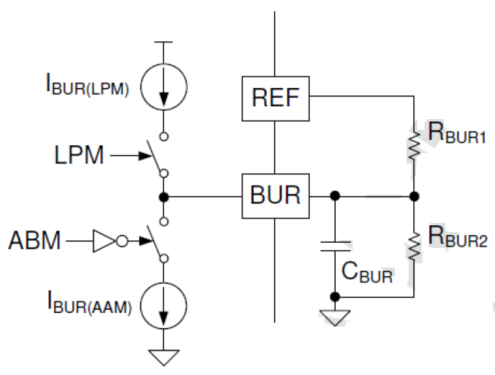 I_BUR(LPM)
REF
R_BUR1
LPM
BUR
ABM
R_BUR2
C_BUR
I_BUR(AAM)